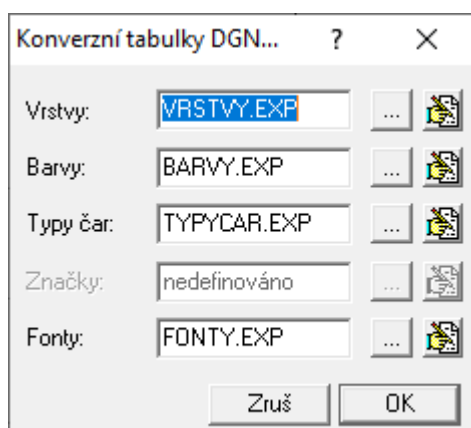 Konverzní tabulky DGN... ?
Vrstvy: VRSTVY.EXP ...
Barvy: BARVY.EXP ...
Typy čar: TYPYCAR.EXP ...
Značky: nedefinováno ...
Fonty: FONTY.EXP ...
Zruš OK